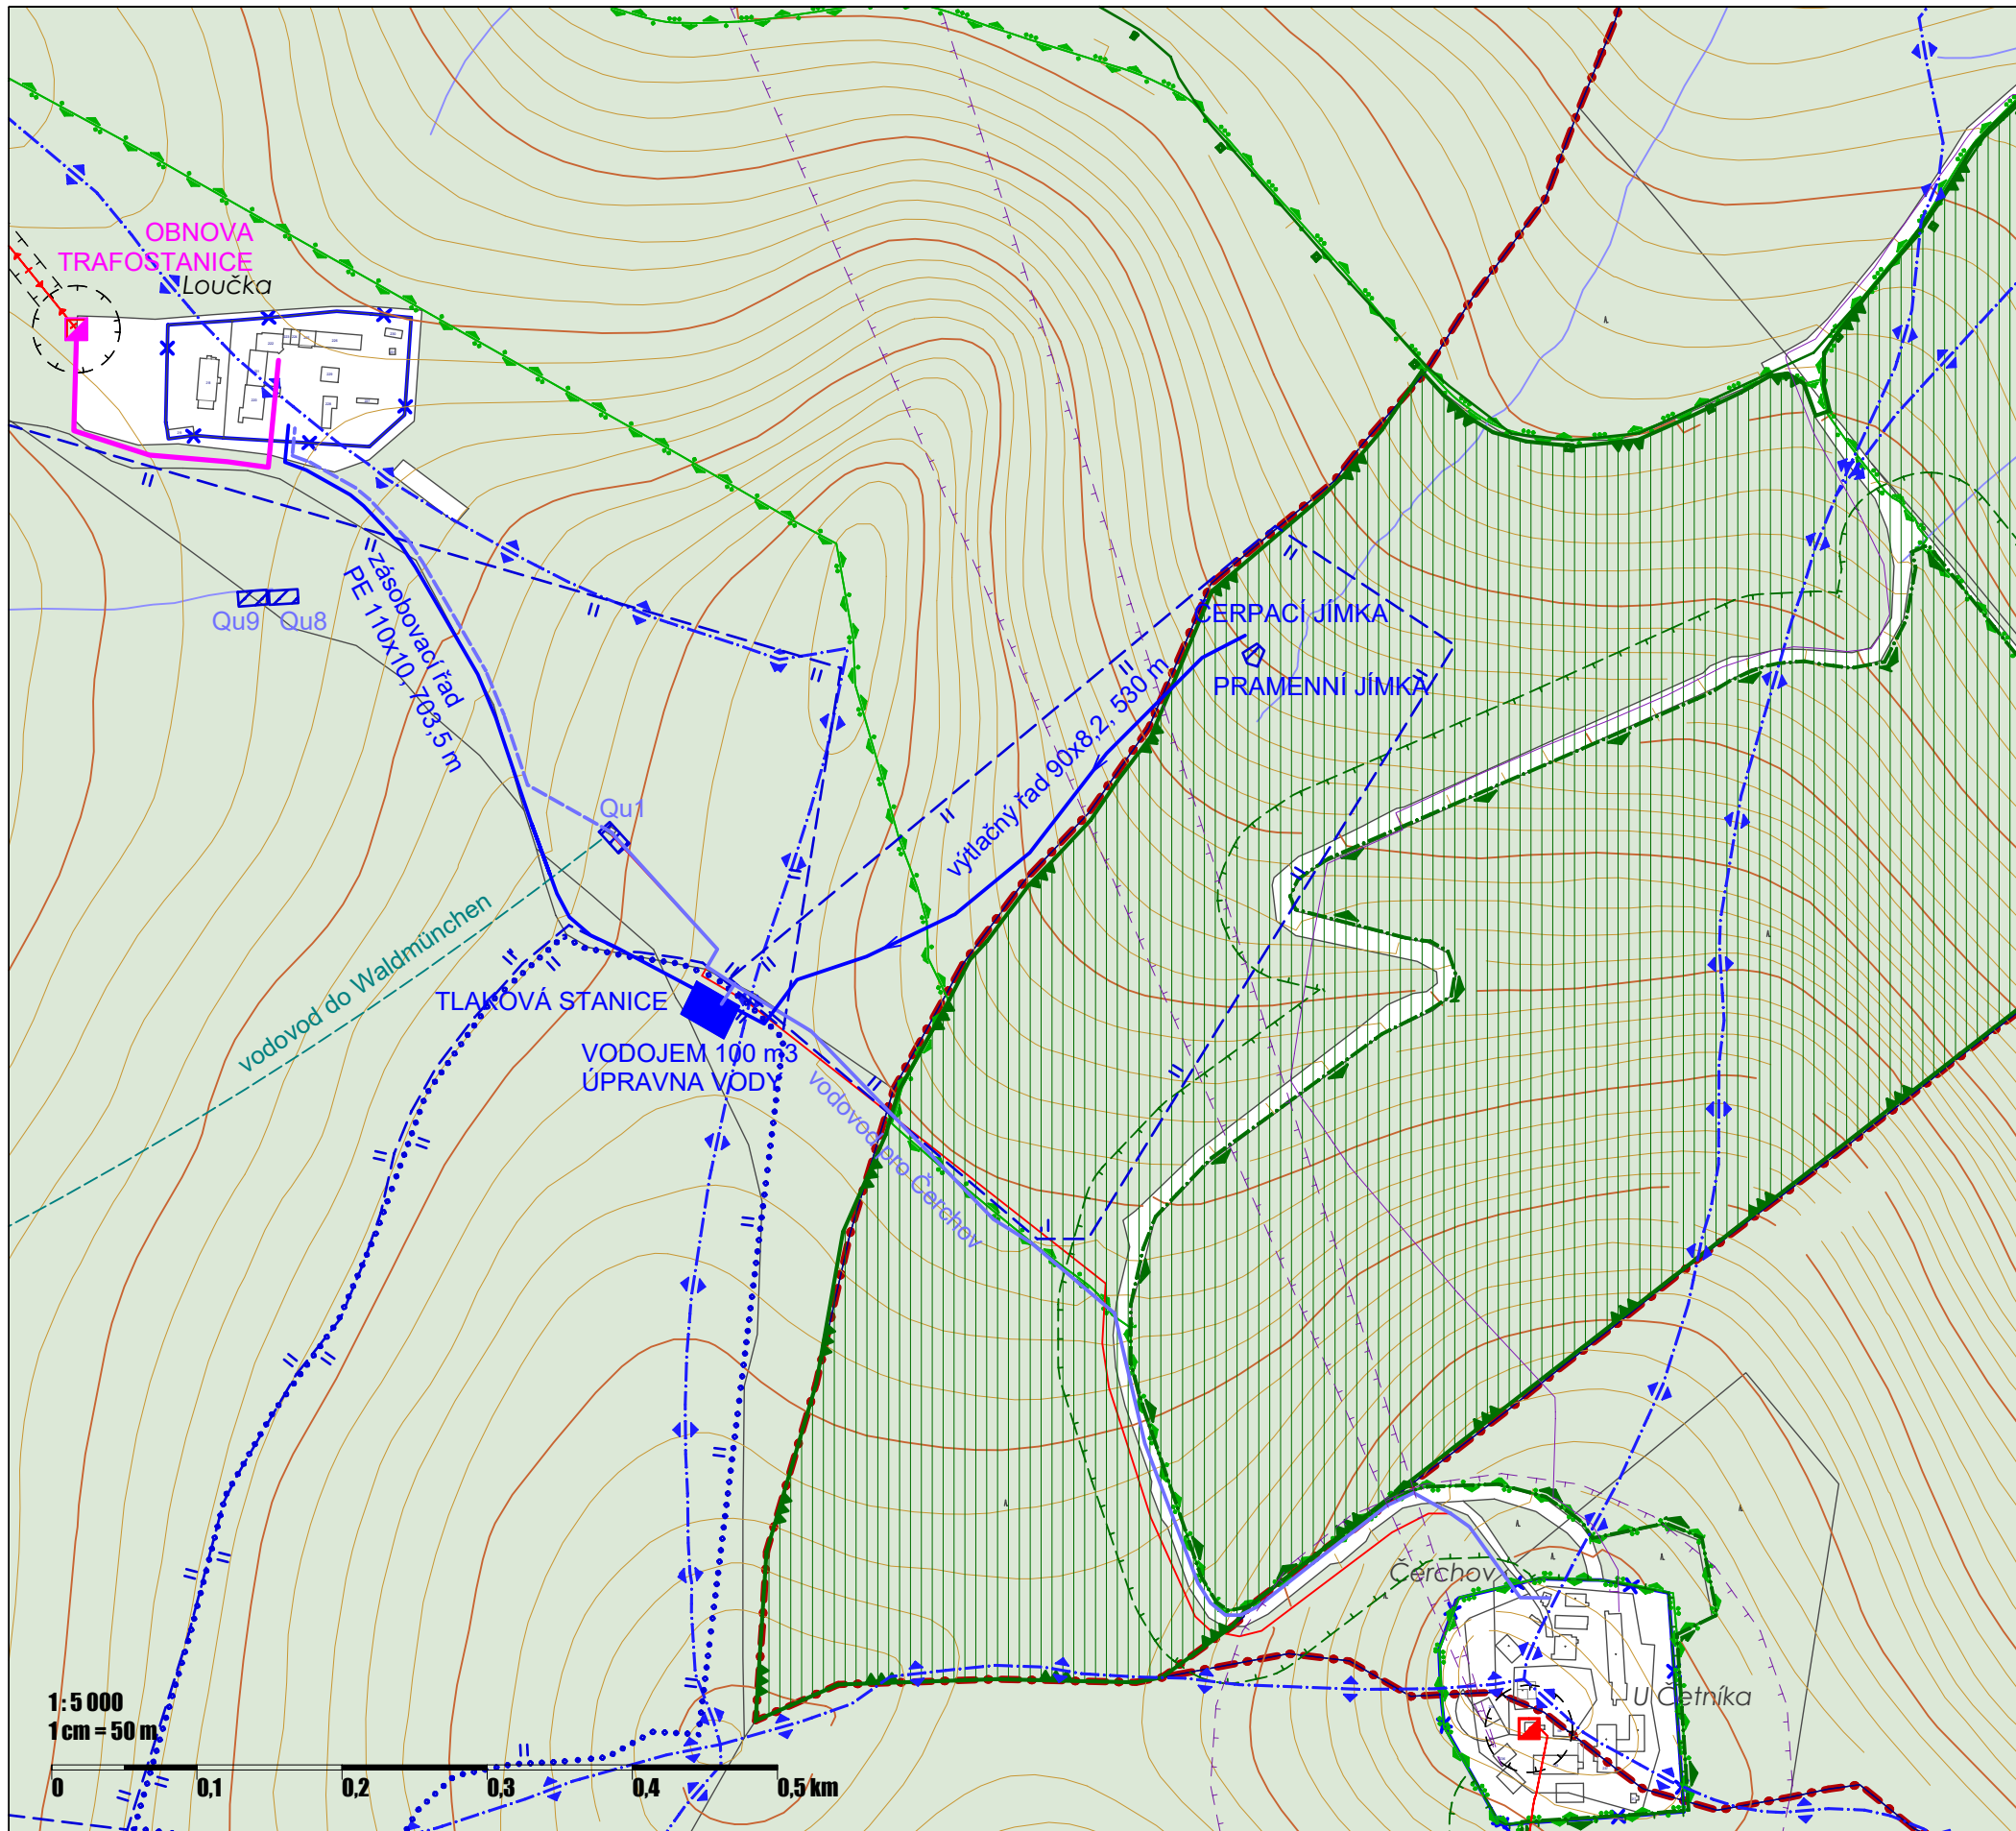 OBNOVA
TRAFOSTANICE
Loučka
zásobovací řad
PE 110x10, 703,5 m
Qu9
Qu8
ČERPACÍ JÍMKA
PRAMENNÍ JÍMKA
výtlačný řad 90x8,2, 530 m
Qu1
vodovod do Waldmünchen
TLAKOVÁ STANICE
VODOJEM 100 m3
ÚPRAVNA VODY
vodovod pro Čerchov
Čerchov
U Četníka
1: 5 000
1 cm = 50 m
0 0,1 0,2 0,3 0,4 0,5 km